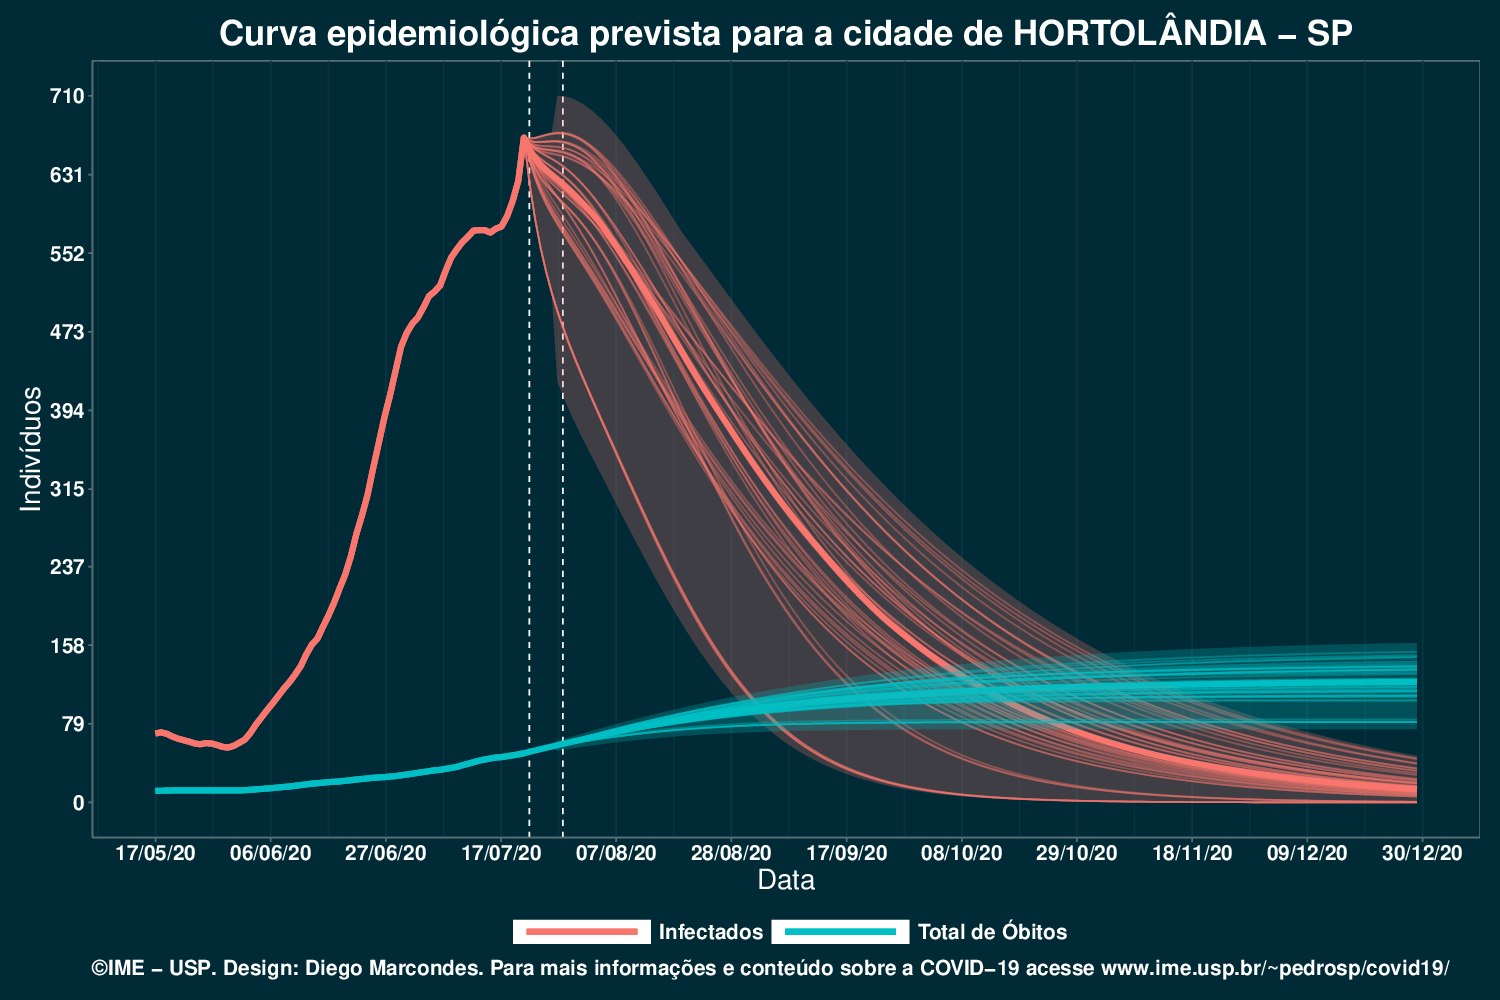 Curva epidemiológica prevista para a cidade de HORTOLÂNDIA – SP
710
631
552
473
394
315
237
158
79
0
Indivíduos
17/05/20 06/06/20 27/06/20 17/07/20 07/08/20 28/08/20 17/09/20 08/10/20 29/10/20 18/11/20 09/12/20 30/12/20
Data
Infectados Total de Óbitos
©IME – USP. Design: Diego Marcondes. Para mais informações e conteúdo sobre a COVID–19 acesse www.ime.usp.br/~pedrosp/covid19/